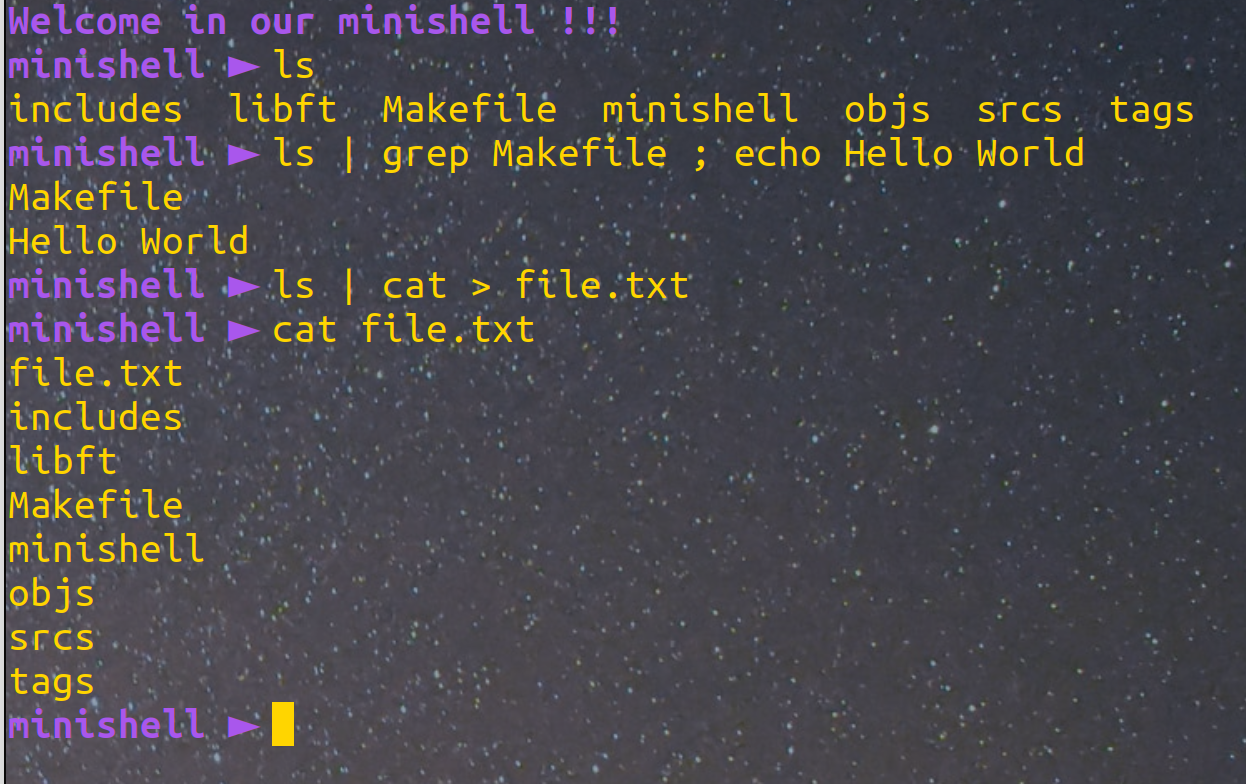 Welcome in our minishell !!!
minishell ► ls
includes  libft  Makefile  minishell  objs  srcs  tags
minishell ► ls | grep Makefile ; echo Hello World
Makefile
Hello World
minishell ► ls | cat > file.txt
minishell ► cat file.txt
file.txt
includes
libft
Makefile
minishell
objs
srcs
tags
minishell ►